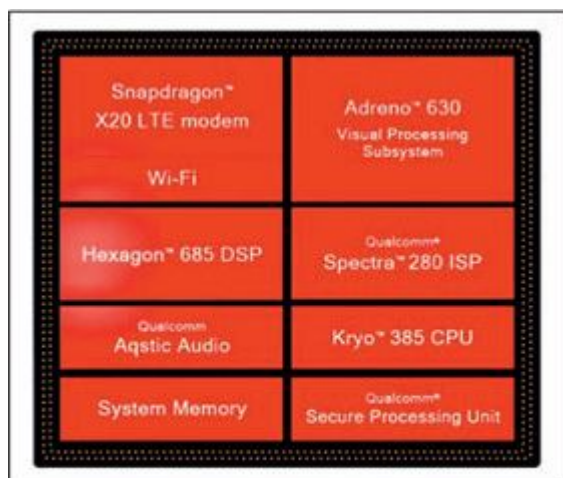 Snapdragon™
X20 LTE modem
Wi-Fi
Adreno™ 630
Visual Processing
Subsystem
Hexagon™ 685 DSP
Qualcomm®
Spectra™ 280 ISP
Qualcomm
Aqstic Audio
Kryo™ 385 CPU
System Memory
Qualcomm®
Secure Processing Unit